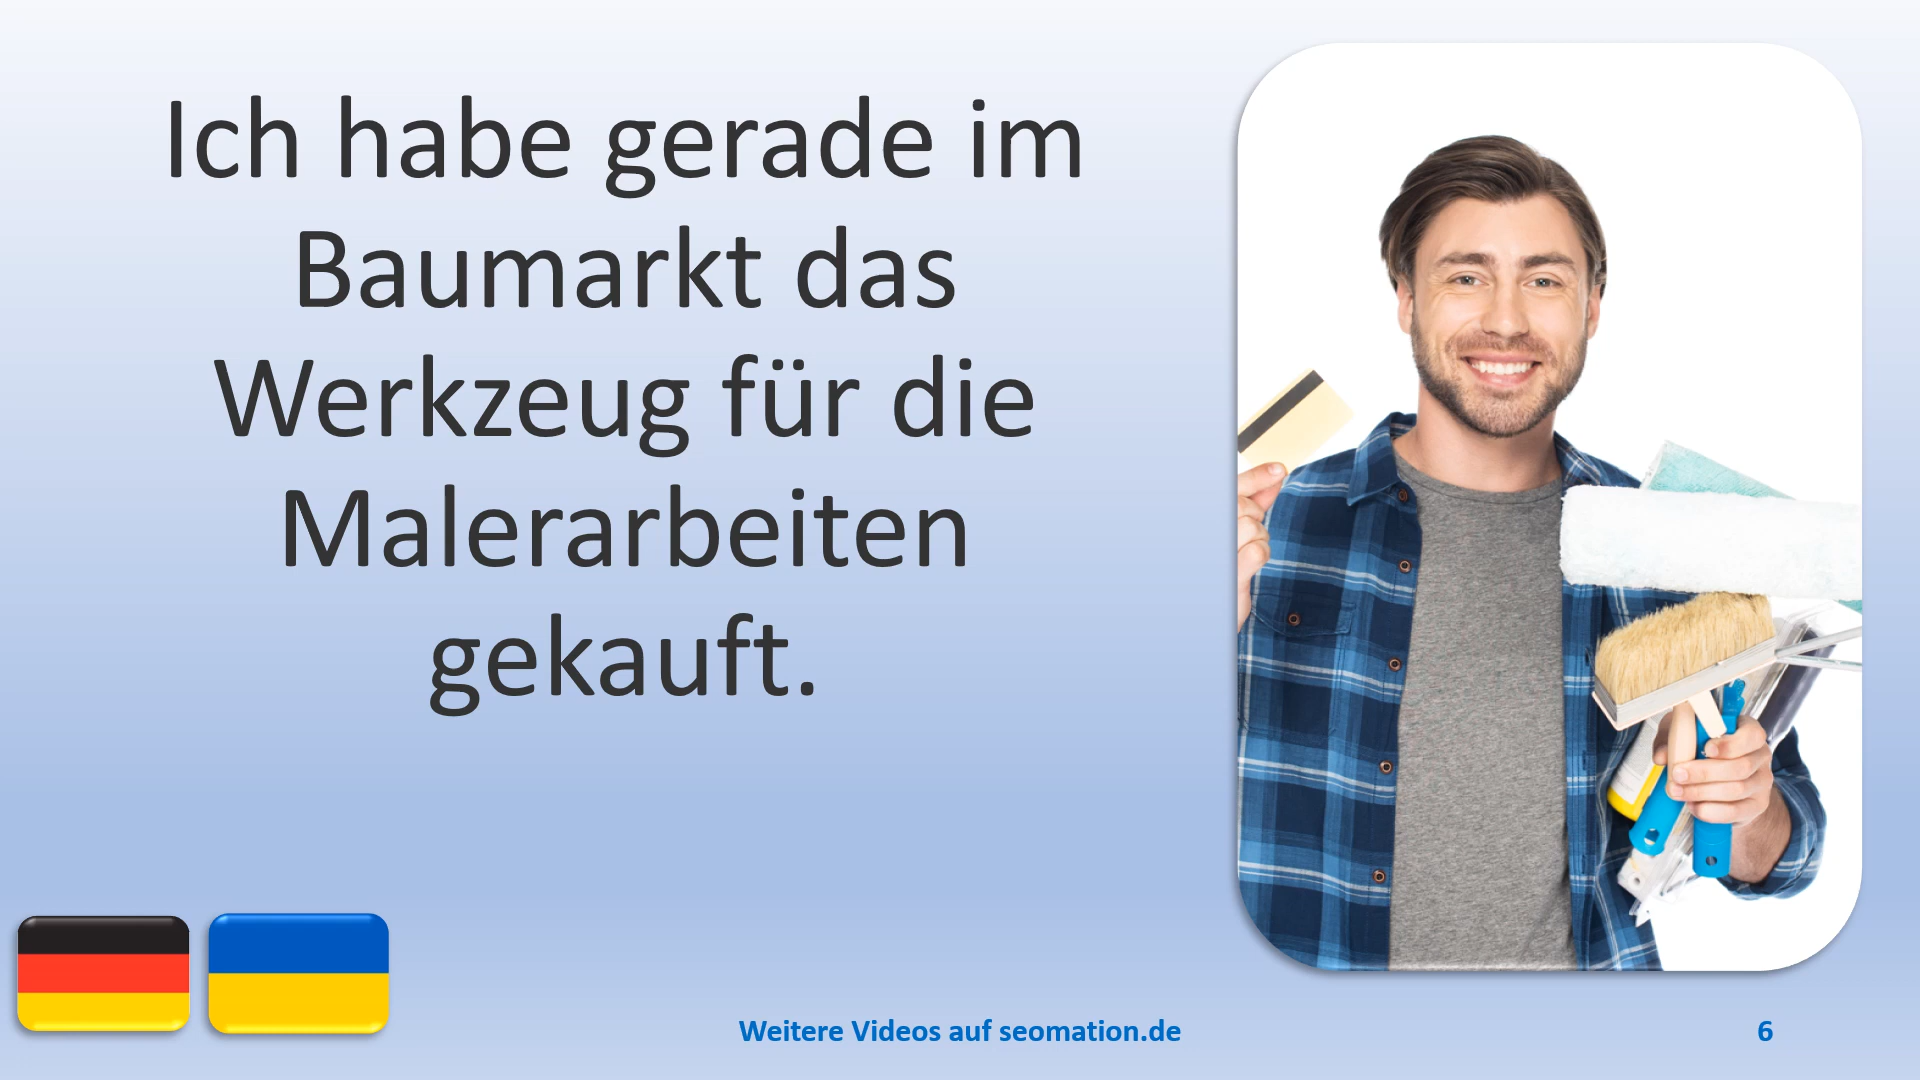 Ich habe gerade im
Baumarkt das
Werkzeug für die
Malerarbeiten
gekauft.
Weitere Videos auf seomation.de
6